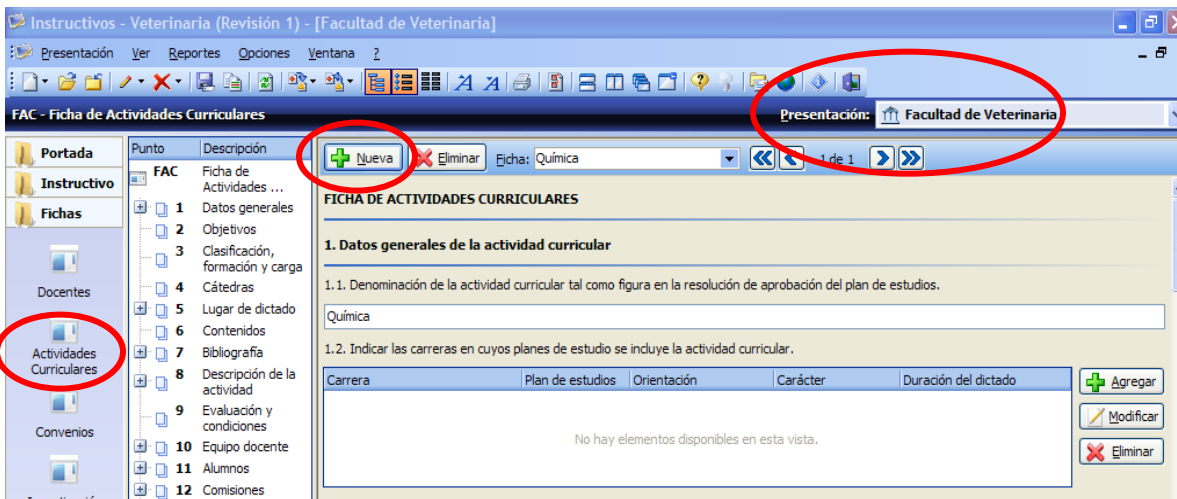 Instructivos - Veterinaria (Revisión 1) - [Facultad de Veterinaria]
Presentación Ver Reportes Opciones Ventana ?
FAC - Ficha de Actividades Curriculares
Presentación: Facultad de Veterinaria
Portada
Instructivo
Fichas
Docentes
Actividades
Curriculares
Convenios
Punto Descripción
FAC Ficha de
Actividades ...
1 Datos generales
2 Objetivos
3 Clasificación,
formación y carga
4 Cátedras
5 Lugar de dictado
6 Contenidos
7 Bibliografía
8 Descripción de la
actividad
9 Evaluación y
condiciones
10 Equipo docente
11 Alumnos
12 Comisiones
Nueva Eliminar Ficha: Química 1 de 1
FICHA DE ACTIVIDADES CURRICULARES
1. Datos generales de la actividad curricular
1.1. Denominación de la actividad curricular tal como figura en la resolución de aprobación del plan de estudios.
Química
1.2. Indicar las carreras en cuyos planes de estudio se incluye la actividad curricular.
Carrera Plan de estudios Orientación Carácter Duración del dictado
No hay elementos disponibles en esta vista.
Agregar
Modificar
Eliminar